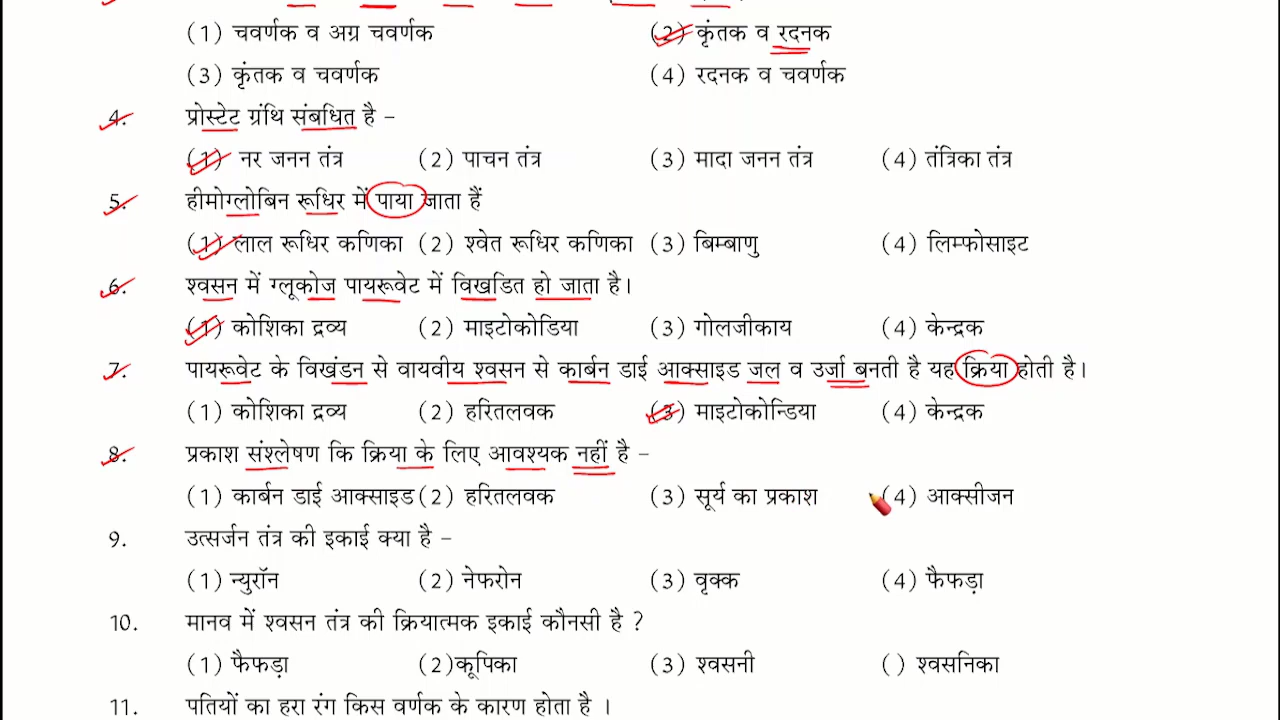 (1) चवर्णक व अग्र चवर्णक (2) कृंतक व रदनक
(3) कृंतक व चवर्णक (4) रदनक व चवर्णक
4. प्रोस्टेट ग्रंथि संबधित है –
(1) नर जनन तंत्र (2) पाचन तंत्र (3) मादा जनन तंत्र (4) तंत्रिका तंत्र
5. हीमोग्लोबिन रूधिर में पाया जाता हैं
(1) लाल रूधिर कणिका (2) श्वेत रूधिर कणिका (3) बिम्बाणु (4) लिम्फोसाइट
6. श्वसन में ग्लूकोज पायरूवेट में विखडित हो जाता है।
(1) कोशिका द्रव्य (2) माइटोकोडिया (3) गोलजीकाय (4) केन्द्रक
7. पायरूवेट के विखंडन से वायवीय श्वसन से कार्बन डाई आक्साइड जल व उर्जा बनती है यह क्रिया होती है।
(1) कोशिका द्रव्य (2) हरितलवक (3) माइटोकोन्डिया (4) केन्द्रक
8. प्रकाश संश्लेषण कि क्रिया के लिए आवश्यक नहीं है –
(1) कार्बन डाई आक्साइड (2) हरितलवक (3) सूर्य का प्रकाश (4) आक्सीजन
9. उत्सर्जन तंत्र की इकाई क्या है –
(1) न्युरॉन (2) नेफरोन (3) वृक्क (4) फैफड़ा
10. मानव में श्वसन तंत्र की क्रियात्मक इकाई कौनसी है ?
(1) फैफड़ा (2)कूपिका (3) श्वसनी () श्वसनिका
11. पतियों का हरा रंग किस वर्णक के कारण होता है ।